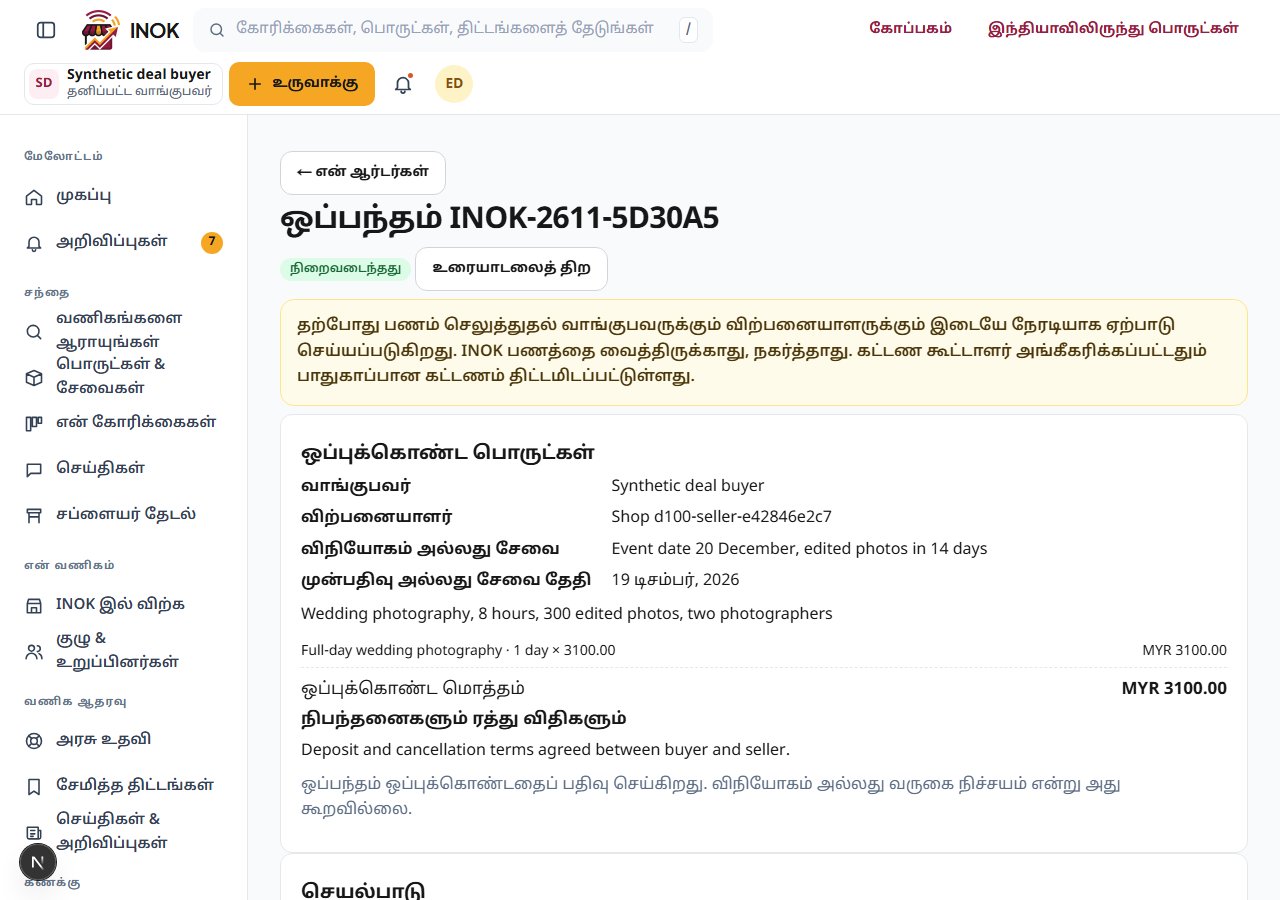 INOK
கோரிக்கைகள், பொருட்கள், திட்டங்களைத் தேடுங்கள்
/
கோப்பகம்
இந்தியாவிலிருந்து பொருட்கள்
SD
Synthetic deal buyer
தனிப்பட்ட வாங்குபவர்
+ உருவாக்கு
ED
மேலோட்டம்
முகப்பு
அறிவிப்புகள்
7
சந்தை
வணிகங்களை
ஆராயுங்கள்
பொருட்கள் &
சேவைகள்
என் கோரிக்கைகள்
செய்திகள்
சப்ளையர் தேடல்
என் வணிகம்
INOK இல் விற்க
குழு &
உறுப்பினர்கள்
வணிக ஆதரவு
அரசு உதவி
சேமித்த திட்டங்கள்
செய்திகள் &
அறிவிப்புகள்
N
கணக்கு
← என் ஆர்டர்கள்
ஒப்பந்தம் INOK-2611-5D30A5
நிறைவடைந்தது
உரையாடலைத் திற
தற்போது பணம் செலுத்துதல் வாங்குபவருக்கும் விற்பனையாளருக்கும் இடையே நேரடியாக ஏற்பாடு
செய்யப்படுகிறது. INOK பணத்தை வைத்திருக்காது, நகர்த்தாது. கட்டண கூட்டாளர் அங்கீகரிக்கப்பட்டதும்
பாதுகாப்பான கட்டணம் திட்டமிடப்பட்டுள்ளது.
ஒப்புக்கொண்ட பொருட்கள்
வாங்குபவர் Synthetic deal buyer
விற்பனையாளர் Shop d100-seller-e42846e2c7
விநியோகம் அல்லது சேவை Event date 20 December, edited photos in 14 days
முன்பதிவு அல்லது சேவை தேதி 19 டிசம்பர், 2026
Wedding photography, 8 hours, 300 edited photos, two photographers
Full-day wedding photography · 1 day × 3100.00 MYR 3100.00
ஒப்புக்கொண்ட மொத்தம் MYR 3100.00
நிபந்தனைகளும் ரத்து விதிகளும்
Deposit and cancellation terms agreed between buyer and seller.
ஒப்பந்தம் ஒப்புக்கொண்டதைப் பதிவு செய்கிறது. விநியோகம் அல்லது வருகை நிச்சயம் என்று அது
கூறவில்லை.
செயல்பாடு